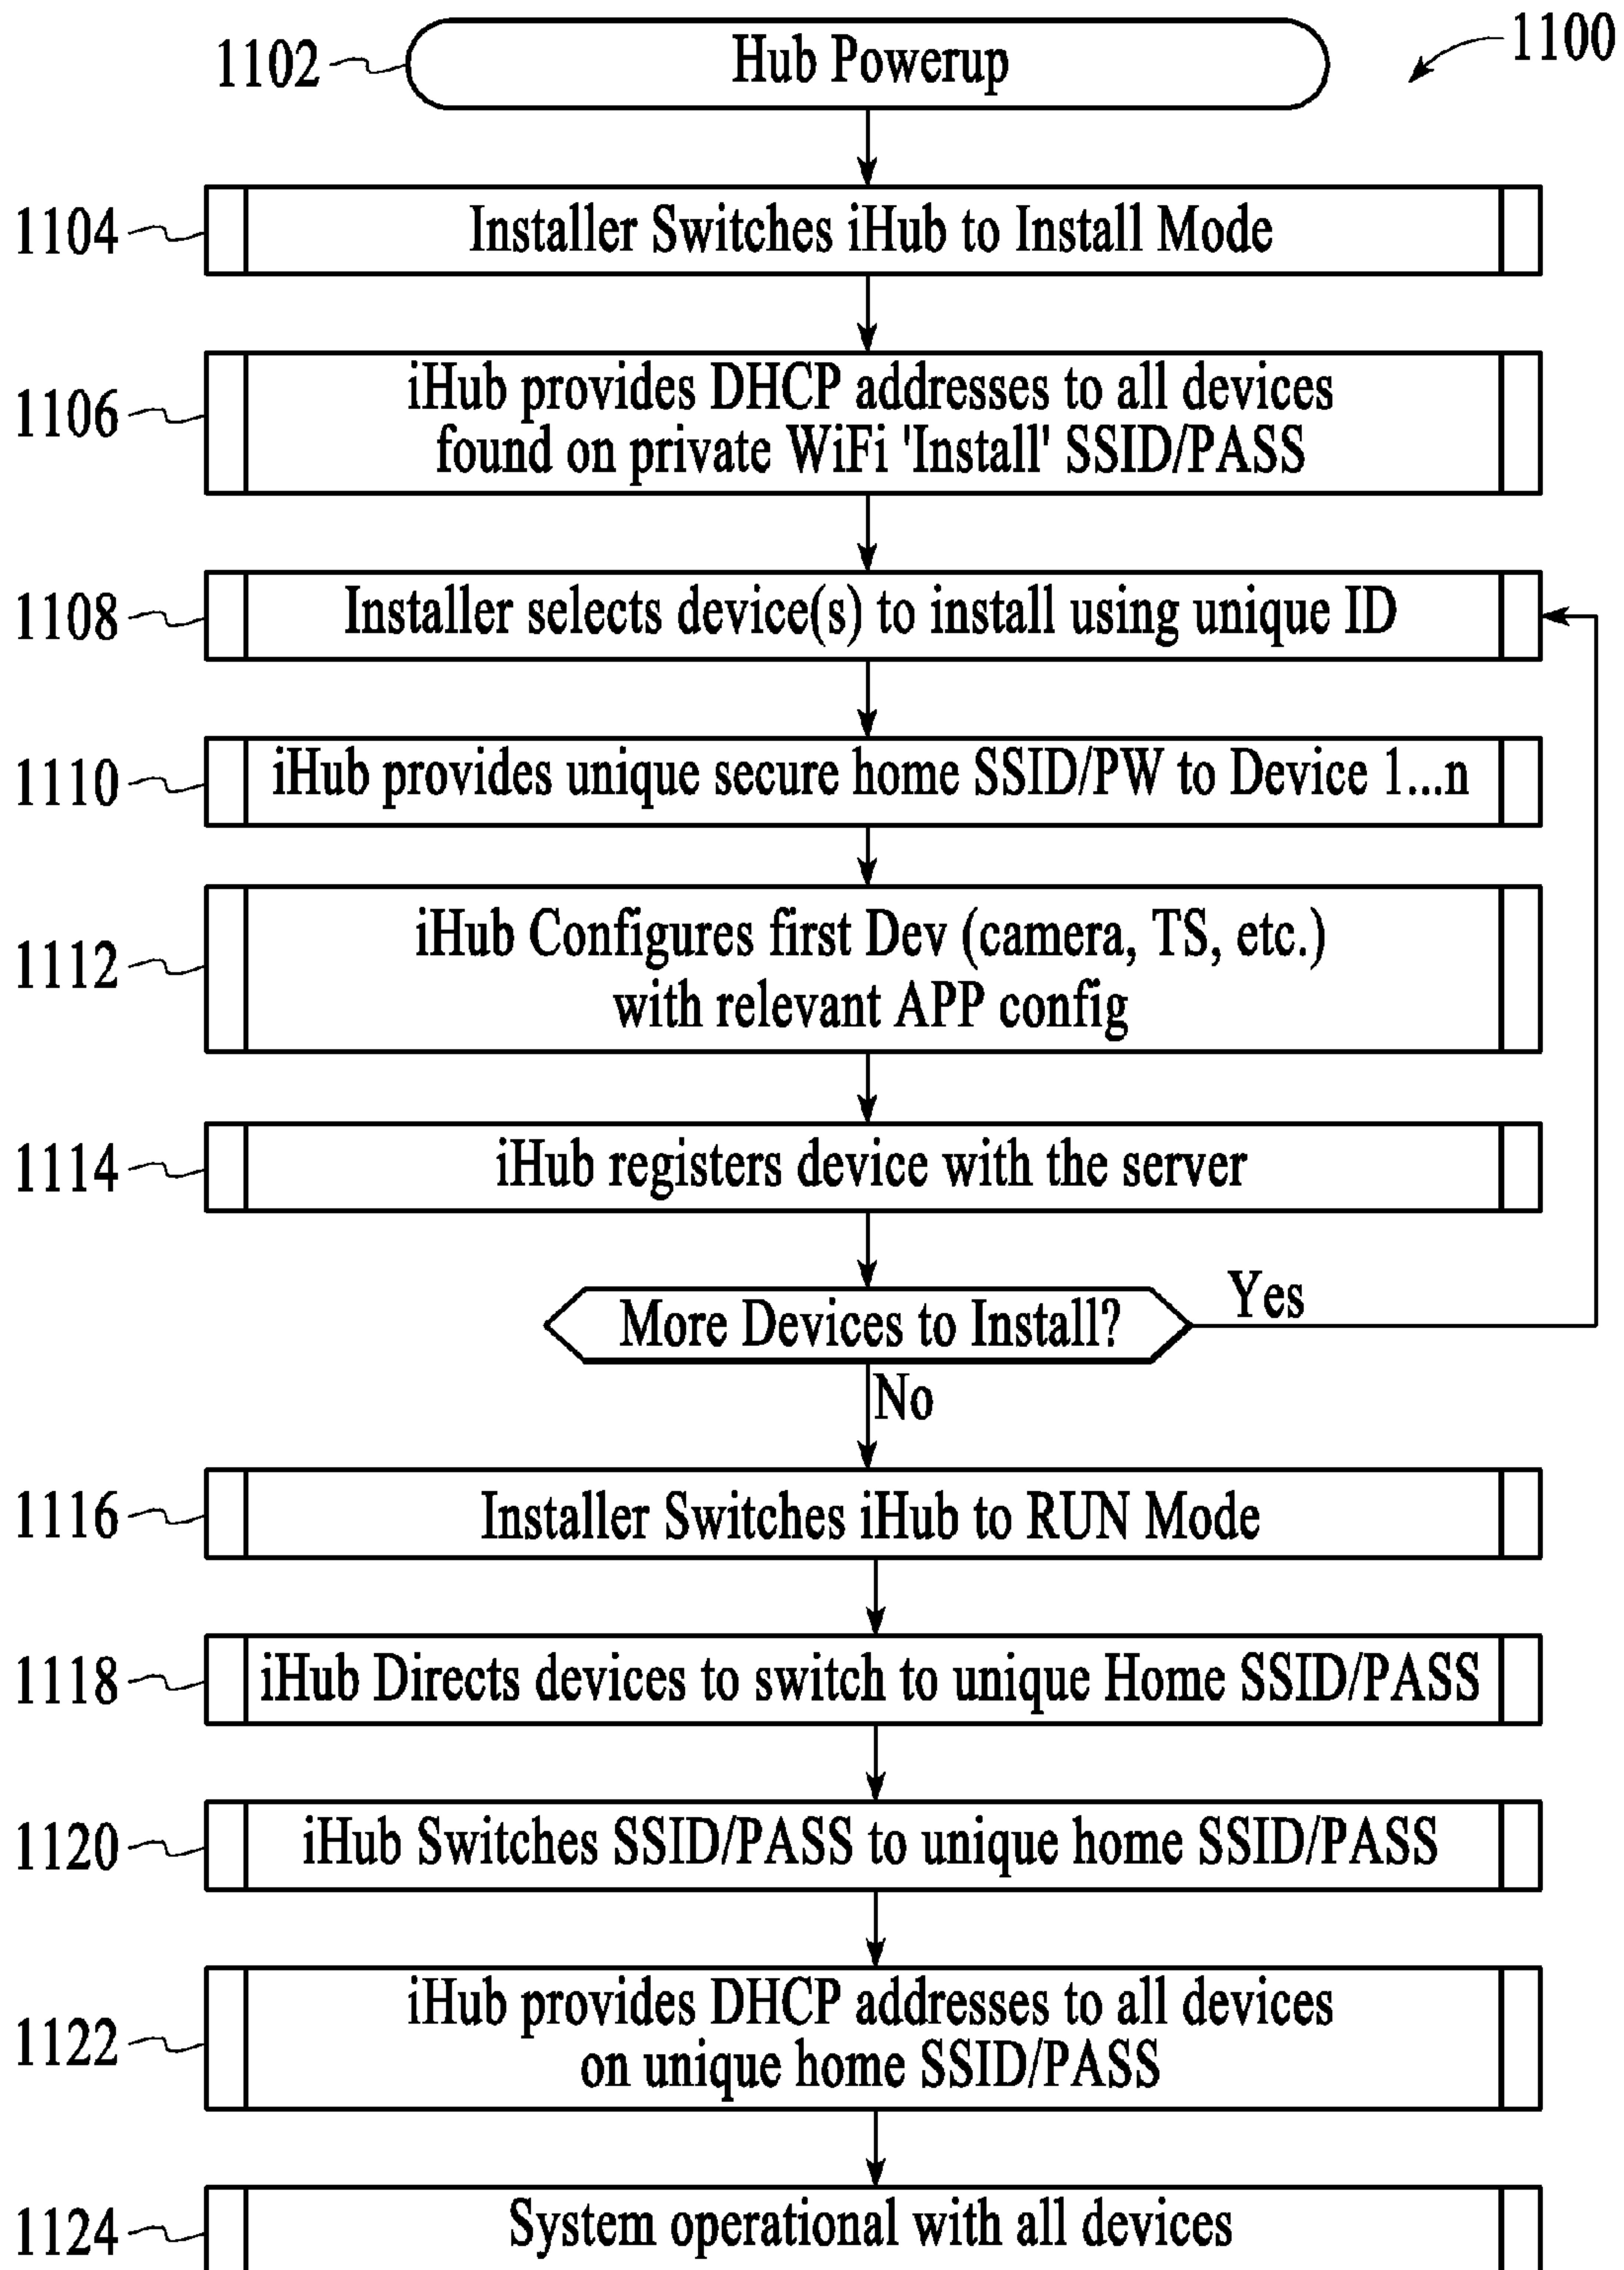 1100
1102 Hub Powerup
1104 Installer Switches iHub to Install Mode
1106 iHub provides DHCP addresses to all devices
found on private WiFi 'Install' SSID/PASS
1108 Installer selects device(s) to install using unique ID
1110 iHub provides unique secure home SSID/PW to Device 1...n
1112 iHub Configures first Dev (camera, TS, etc.)
with relevant APP config
1114 iHub registers device with the server
More Devices to Install? Yes
No
1116 Installer Switches iHub to RUN Mode
1118 iHub Directs devices to switch to unique Home SSID/PASS
1120 iHub Switches SSID/PASS to unique home SSID/PASS
1122 iHub provides DHCP addresses to all devices
on unique home SSID/PASS
1124 System operational with all devices